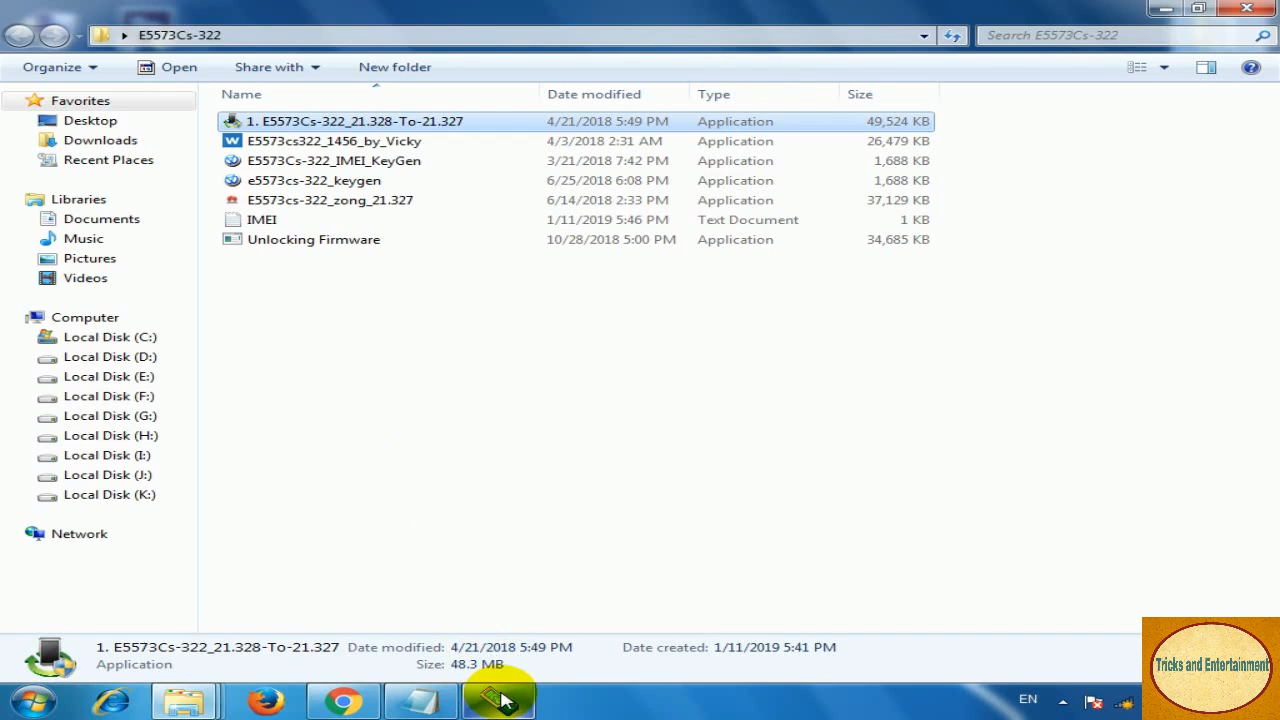 E5573Cs-322
Search E5573Cs-322
Organize
Open
Share with
New folder
Name
Date modified
Type
Size
Favorites
Desktop
Downloads
Recent Places
Libraries
Documents
Music
Pictures
Videos
Computer
Local Disk (C:)
Local Disk (D:)
Local Disk (E:)
Local Disk (F:)
Local Disk (G:)
Local Disk (H:)
Local Disk (I:)
Local Disk (J:)
Local Disk (K:)
Network
1. E5573Cs-322_21.328-To-21.327 4/21/2018 5:49 PM Application 49,524 KB
E5573cs322_1456_by_Vicky 4/3/2018 2:31 AM Application 26,479 KB
E5573Cs-322_IMEI_KeyGen 3/21/2018 7:42 PM Application 1,688 KB
e5573cs-322_keygen 6/25/2018 6:08 PM Application 1,688 KB
E5573cs-322_zong_21.327 6/14/2018 2:33 PM Application 37,129 KB
IMEI 1/11/2019 5:46 PM Text Document 1 KB
Unlocking Firmware 10/28/2018 5:00 PM Application 34,685 KB
1. E5573Cs-322_21.328-To-21.327 Date modified: 4/21/2018 5:49 PM Date created: 1/11/2019 5:41 PM
Application Size: 48.3 MB
Tricks and Entertainment
EN